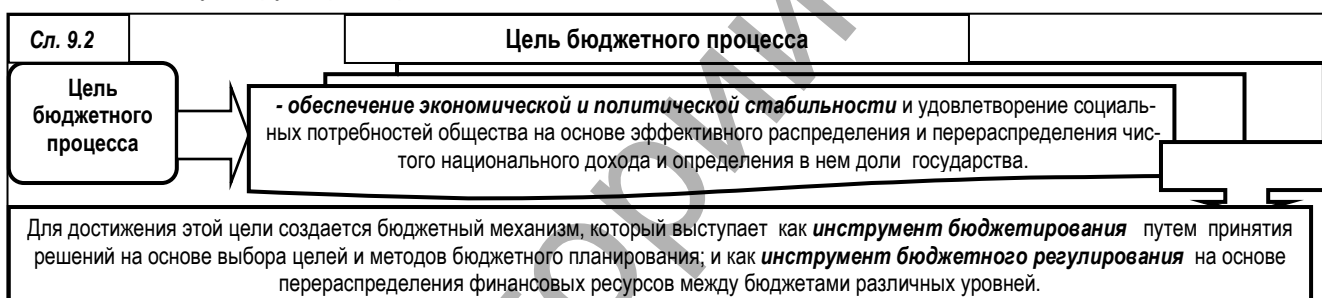 Сл. 9.2
Цель бюджетного процесса
Цель
бюджетного
процесса
- обеспечение экономической и политической стабильности и удовлетворение социаль-
ных потребностей общества на основе эффективного распределения и перераспределения чис-
того национального дохода и определения в нем доли государства.
Для достижения этой цели создается бюджетный механизм, который выступает как инструмент бюджетирования путем принятия
решений на основе выбора целей и методов бюджетного планирования; и как инструмент бюджетного регулирования на основе
перераспределения финансовых ресурсов между бюджетами различных уровней.